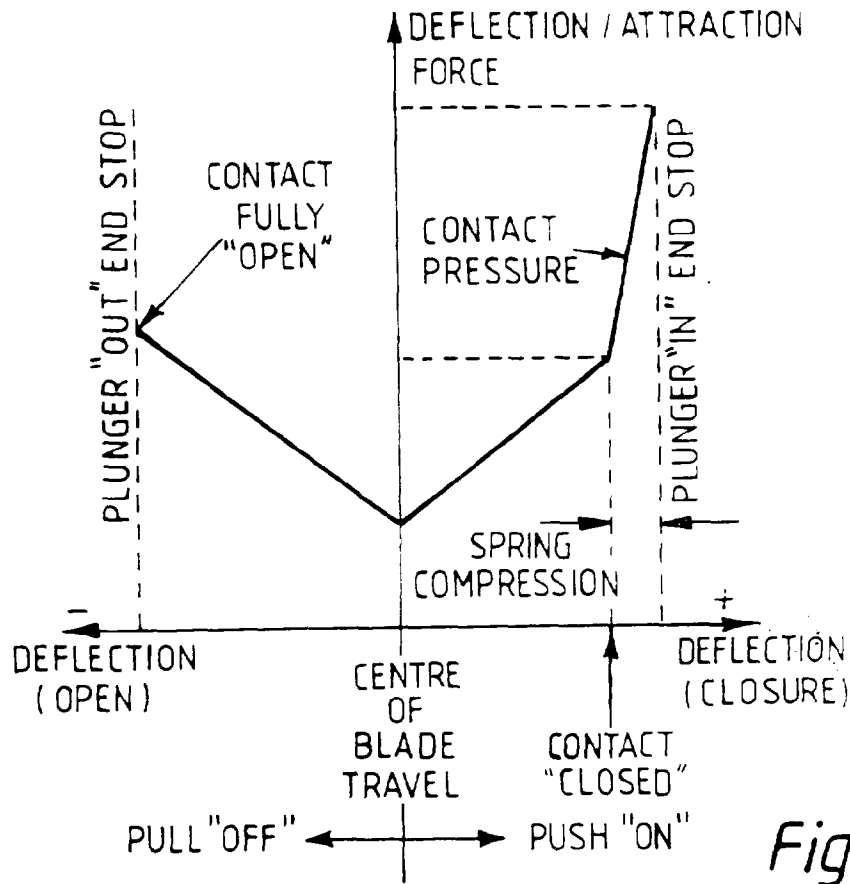 DEFLECTION / ATTRACTION
FORCE
PLUNGER "OUT" END STOP
CONTACT
FULLY
"OPEN"
CONTACT
PRESSURE
PLUNGER "IN" END STOP
SPRING
COMPRESSION
-
+
DEFLECTION
(OPEN)
CENTRE
OF
BLADE
TRAVEL
CONTACT
"CLOSED"
DEFLECTION
(CLOSURE)
PULL "OFF"
PUSH "ON"
Fig